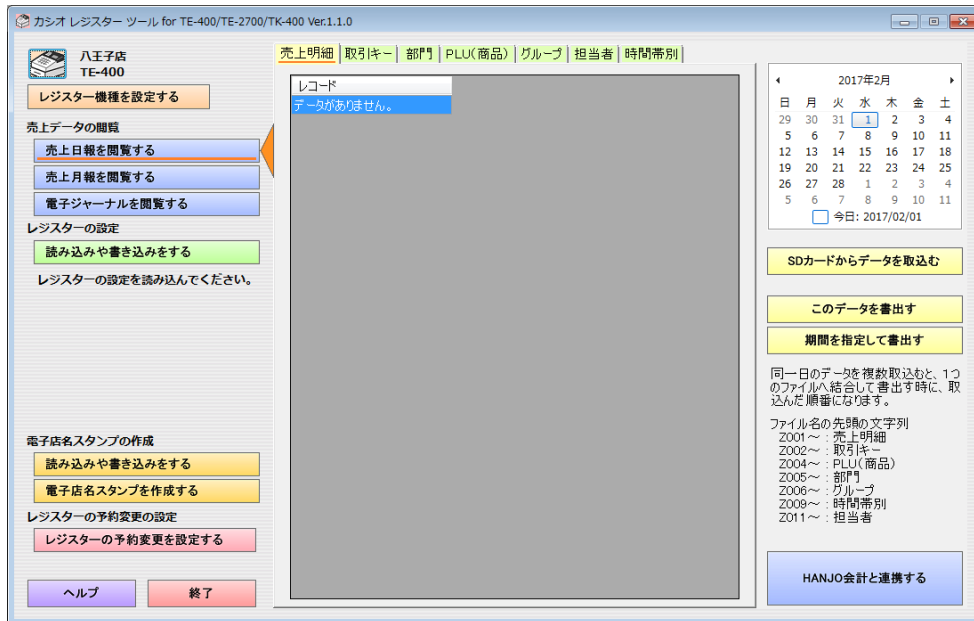 カシオ レジスター ツール for TE-400/TE-2700/TK-400 Ver.1.1.0
八王子店
TE-400
レジスター機種を設定する
売上データの閲覧
売上日報を閲覧する
売上月報を閲覧する
電子ジャーナルを閲覧する
レジスターの設定
読み込みや書き込みをする
レジスターの設定を読み込んでください。
電子店名スタンプの作成
読み込みや書き込みをする
電子店名スタンプを作成する
レジスターの予約変更の設定
レジスターの予約変更を設定する
ヘルプ 終了
売上明細 取引キー 部門 PLU(商品) グループ 担当者 時間帯別
レコード
データがありません。
2017年2月
日 月 火 水 木 金 土
29 30 31 1 2 3 4
5 6 7 8 9 10 11
12 13 14 15 16 17 18
19 20 21 22 23 24 25
26 27 28 1 2 3 4
5 6 7 8 9 10 11
今日: 2017/02/01
SDカードからデータを取込む
このデータを書出す
期間を指定して書出す
同一日のデータを複数取込むと、1つ
のファイルへ結合して書出す時に、取
込んだ順番になります。
ファイル名の先頭の文字列
Z001～ : 売上明細
Z002～ : 取引キー
Z004～ : PLU(商品)
Z005～ : 部門
Z006～ : グループ
Z009～ : 時間帯別
Z011～ : 担当者
HANJO会計と連携する